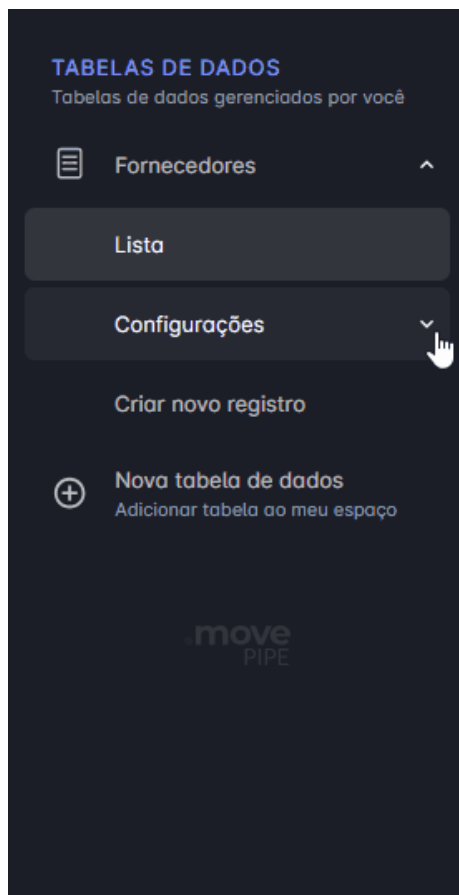 TABELAS DE DADOS
Tabelas de dados gerenciados por você
Fornecedores
Lista
Configurações
Criar novo registro
Nova tabela de dados
Adicionar tabela ao meu espaço
.move
PIPE